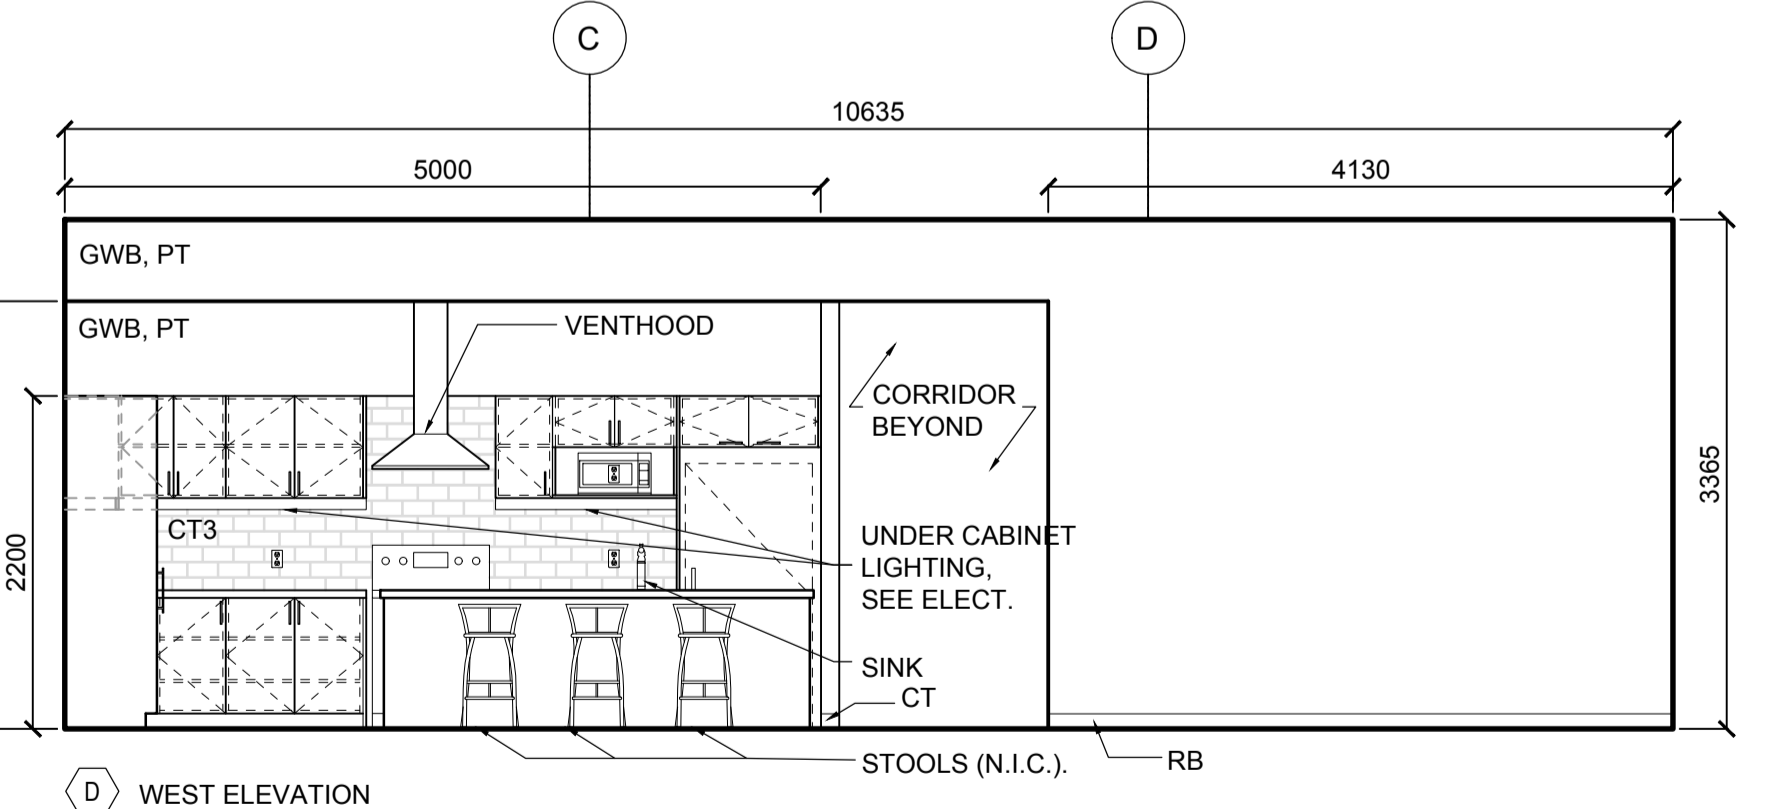 C
D
10635
5000
4130
GWB, PT
GWB, PT
VENTHOOD
CORRIDOR
BEYOND
3365
CT3
UNDER CABINET
LIGHTING,
SEE ELECT.
2200
SINK
CT
STOOLS (N.I.C.).
RB
D
WEST ELEVATION